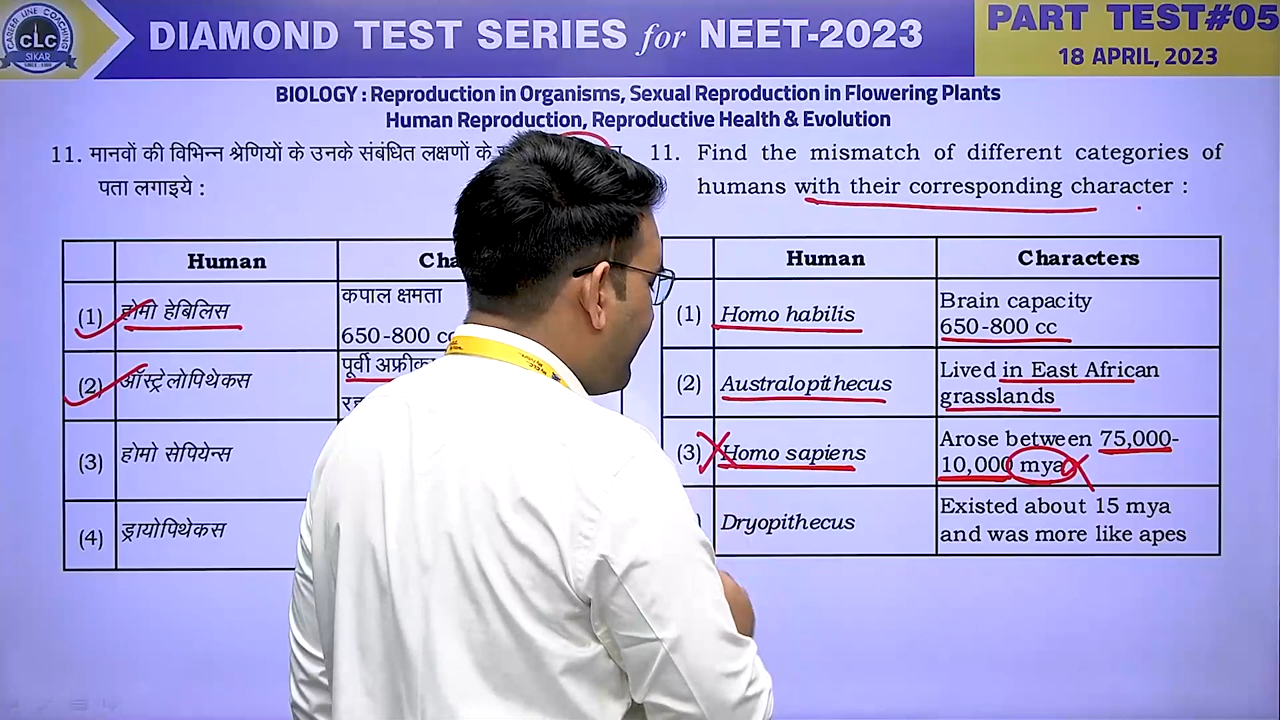 CAREER LINE COACHING
CLC
SIKAR
SINCE : 1996
DIAMOND TEST SERIES for NEET-2023
PART TEST#05
18 APRIL, 2023
BIOLOGY : Reproduction in Organisms, Sexual Reproduction in Flowering Plants
Human Reproduction, Reproductive Health & Evolution
11. मानवों की विभिन्न श्रेणियों के उनके संबंधित लक्षणों के
पता लगाइये :
Human
(1) होमो हेबिलिस
कपाल क्षमता
650-800
(2) ऑस्ट्रेलोपिथेकस
पूर्वी
(3) होमो सेपियेन्स
(4) ड्रायोपिथेकस
11. Find the mismatch of different categories of
humans with their corresponding character :
Human Characters
(1) Homo habilis Brain capacity
650-800 cc
(2) Australopithecus Lived in East African
grasslands
(3) Homo sapiens Arose between 75,000-
10,000 mya
Dryopithecus Existed about 15 mya
and was more like apes